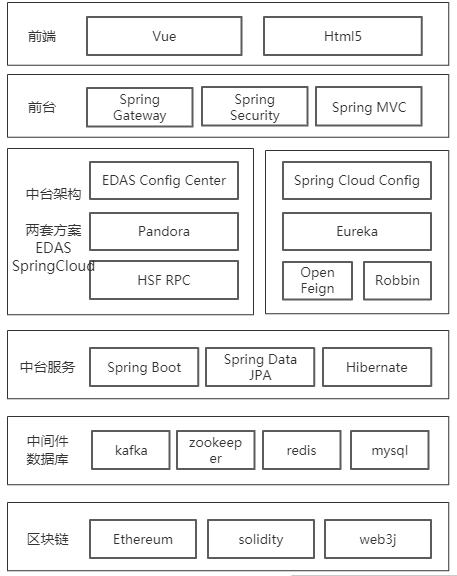 前端
Vue
Html5
前台
Spring
Gateway
Spring
Security
Spring MVC
中台架构
两套方案
EDAS
SpringCloud
EDAS Config Center
Pandora
HSF RPC
Spring Cloud Config
Eureka
Open
Feign
Robbin
中台服务
Spring Boot
Spring Data
JPA
Hibernate
中间件
数据库
kafka
zookeep
er
redis
mysql
区块链
Ethereum
solidity
web3j